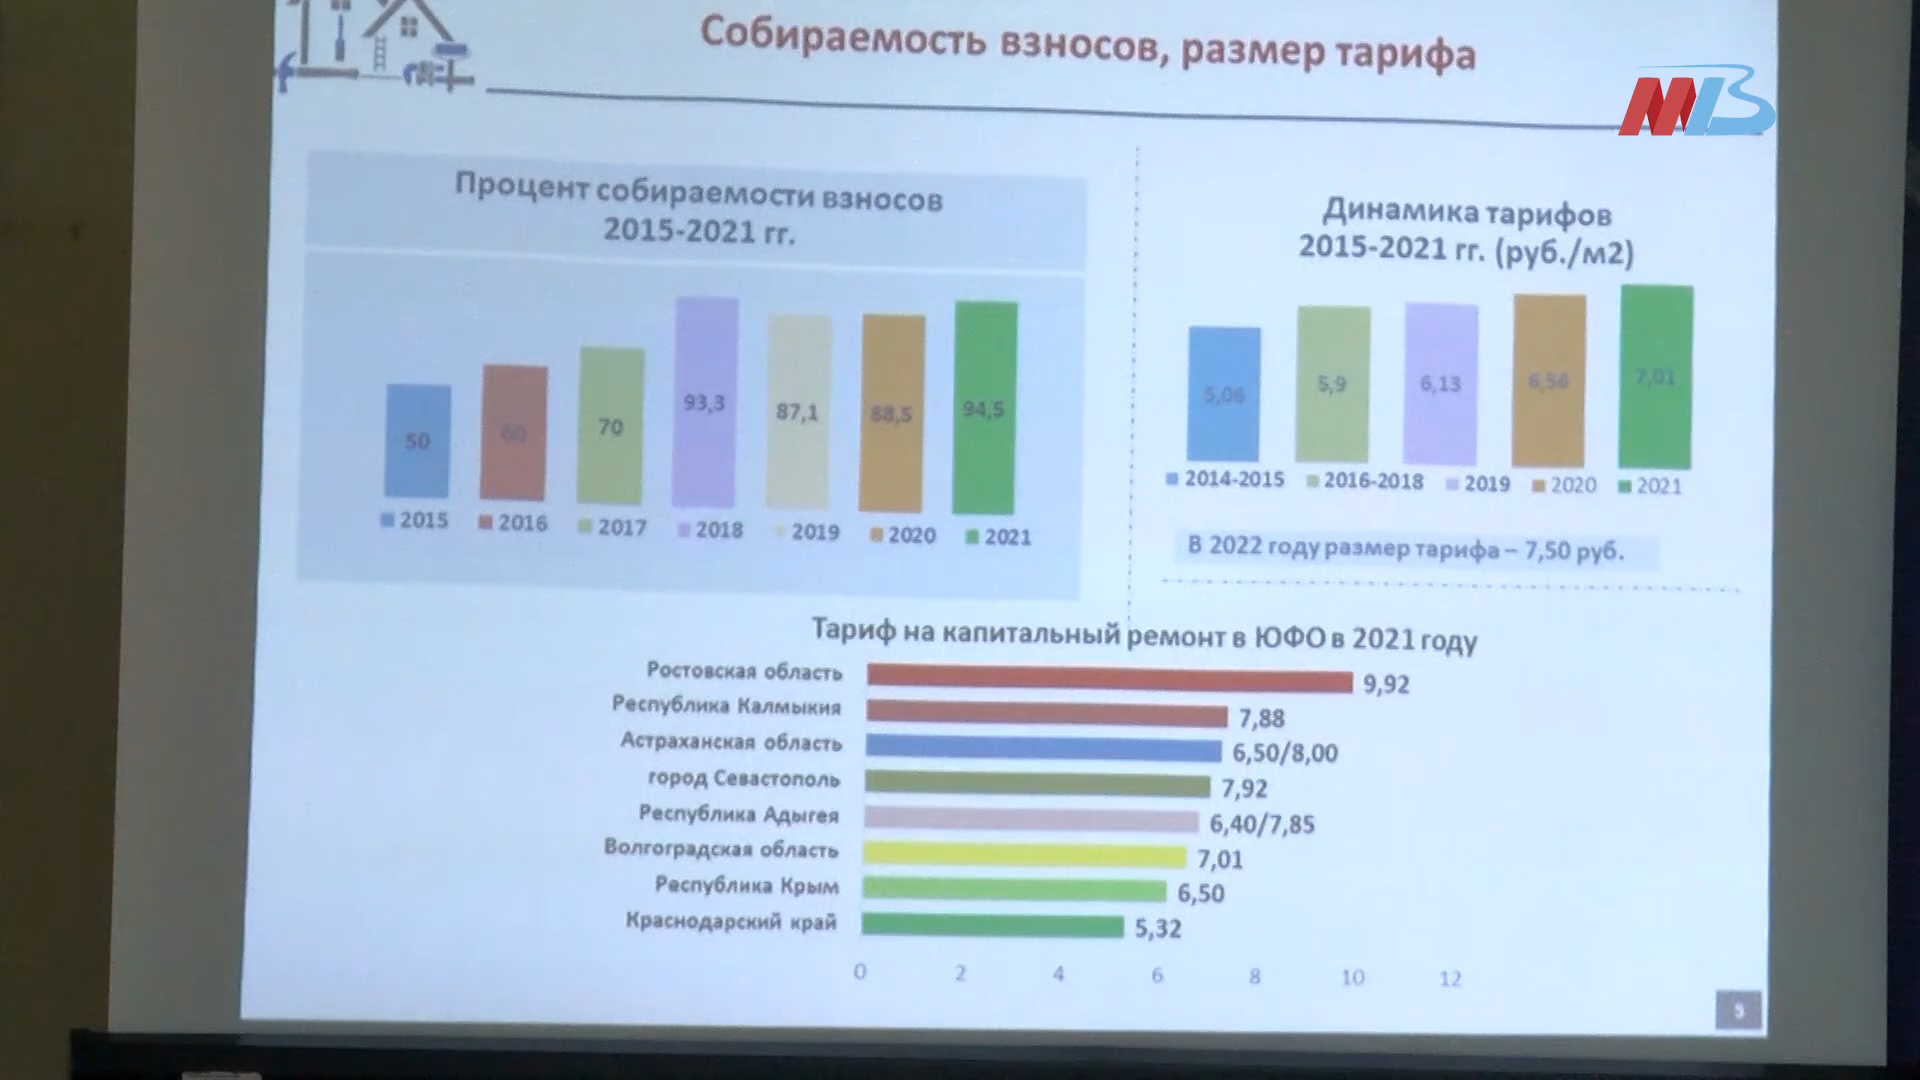 Собираемость взносов, размер тарифа
МТВ
Процент собираемости взносов
2015-2021 гг.
50
60
70
93,3
87,1
88,5
94,5
2015
2016
2017
2018
2019
2020
2021
Динамика тарифов
2015-2021 гг. (руб./м2)
5,06
5,9
6,13
6,56
7,01
2014-2015
2016-2018
2019
2020
2021
В 2022 году размер тарифа – 7,50 руб.
Тариф на капитальный ремонт в ЮФО в 2021 году
Ростовская область 9,92
Республика Калмыкия 7,88
Астраханская область 6,50/8,00
город Севастополь 7,92
Республика Адыгея 6,40/7,85
Волгоградская область 7,01
Республика Крым 6,50
Краснодарский край 5,32
0 2 4 6 8 10 12